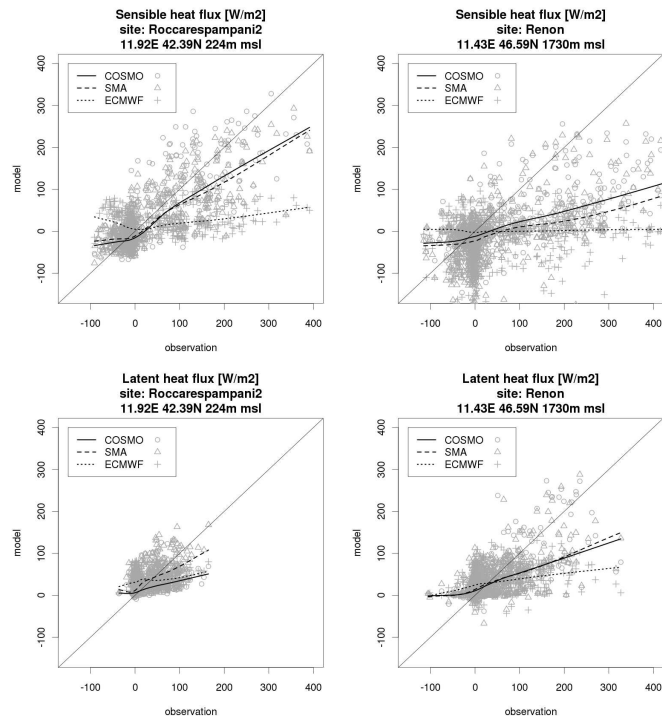 Sensible heat flux [W/m2]
site: Roccarespampani2
11.92E 42.39N 224m msl
COSMO
SMA
ECMWF
400
300
200
100
0
-100
model
-100 0 100 200 300 400
observation
Sensible heat flux [W/m2]
site: Renon
11.43E 46.59N 1730m msl
COSMO
SMA
ECMWF
400
300
200
100
0
-100
model
-100 0 100 200 300 400
observation
Latent heat flux [W/m2]
site: Roccarespampani2
11.92E 42.39N 224m msl
COSMO
SMA
ECMWF
400
300
200
100
0
-100
model
-100 0 100 200 300 400
observation
Latent heat flux [W/m2]
site: Renon
11.43E 46.59N 1730m msl
COSMO
SMA
ECMWF
400
300
200
100
0
-100
model
-100 0 100 200 300 400
observation